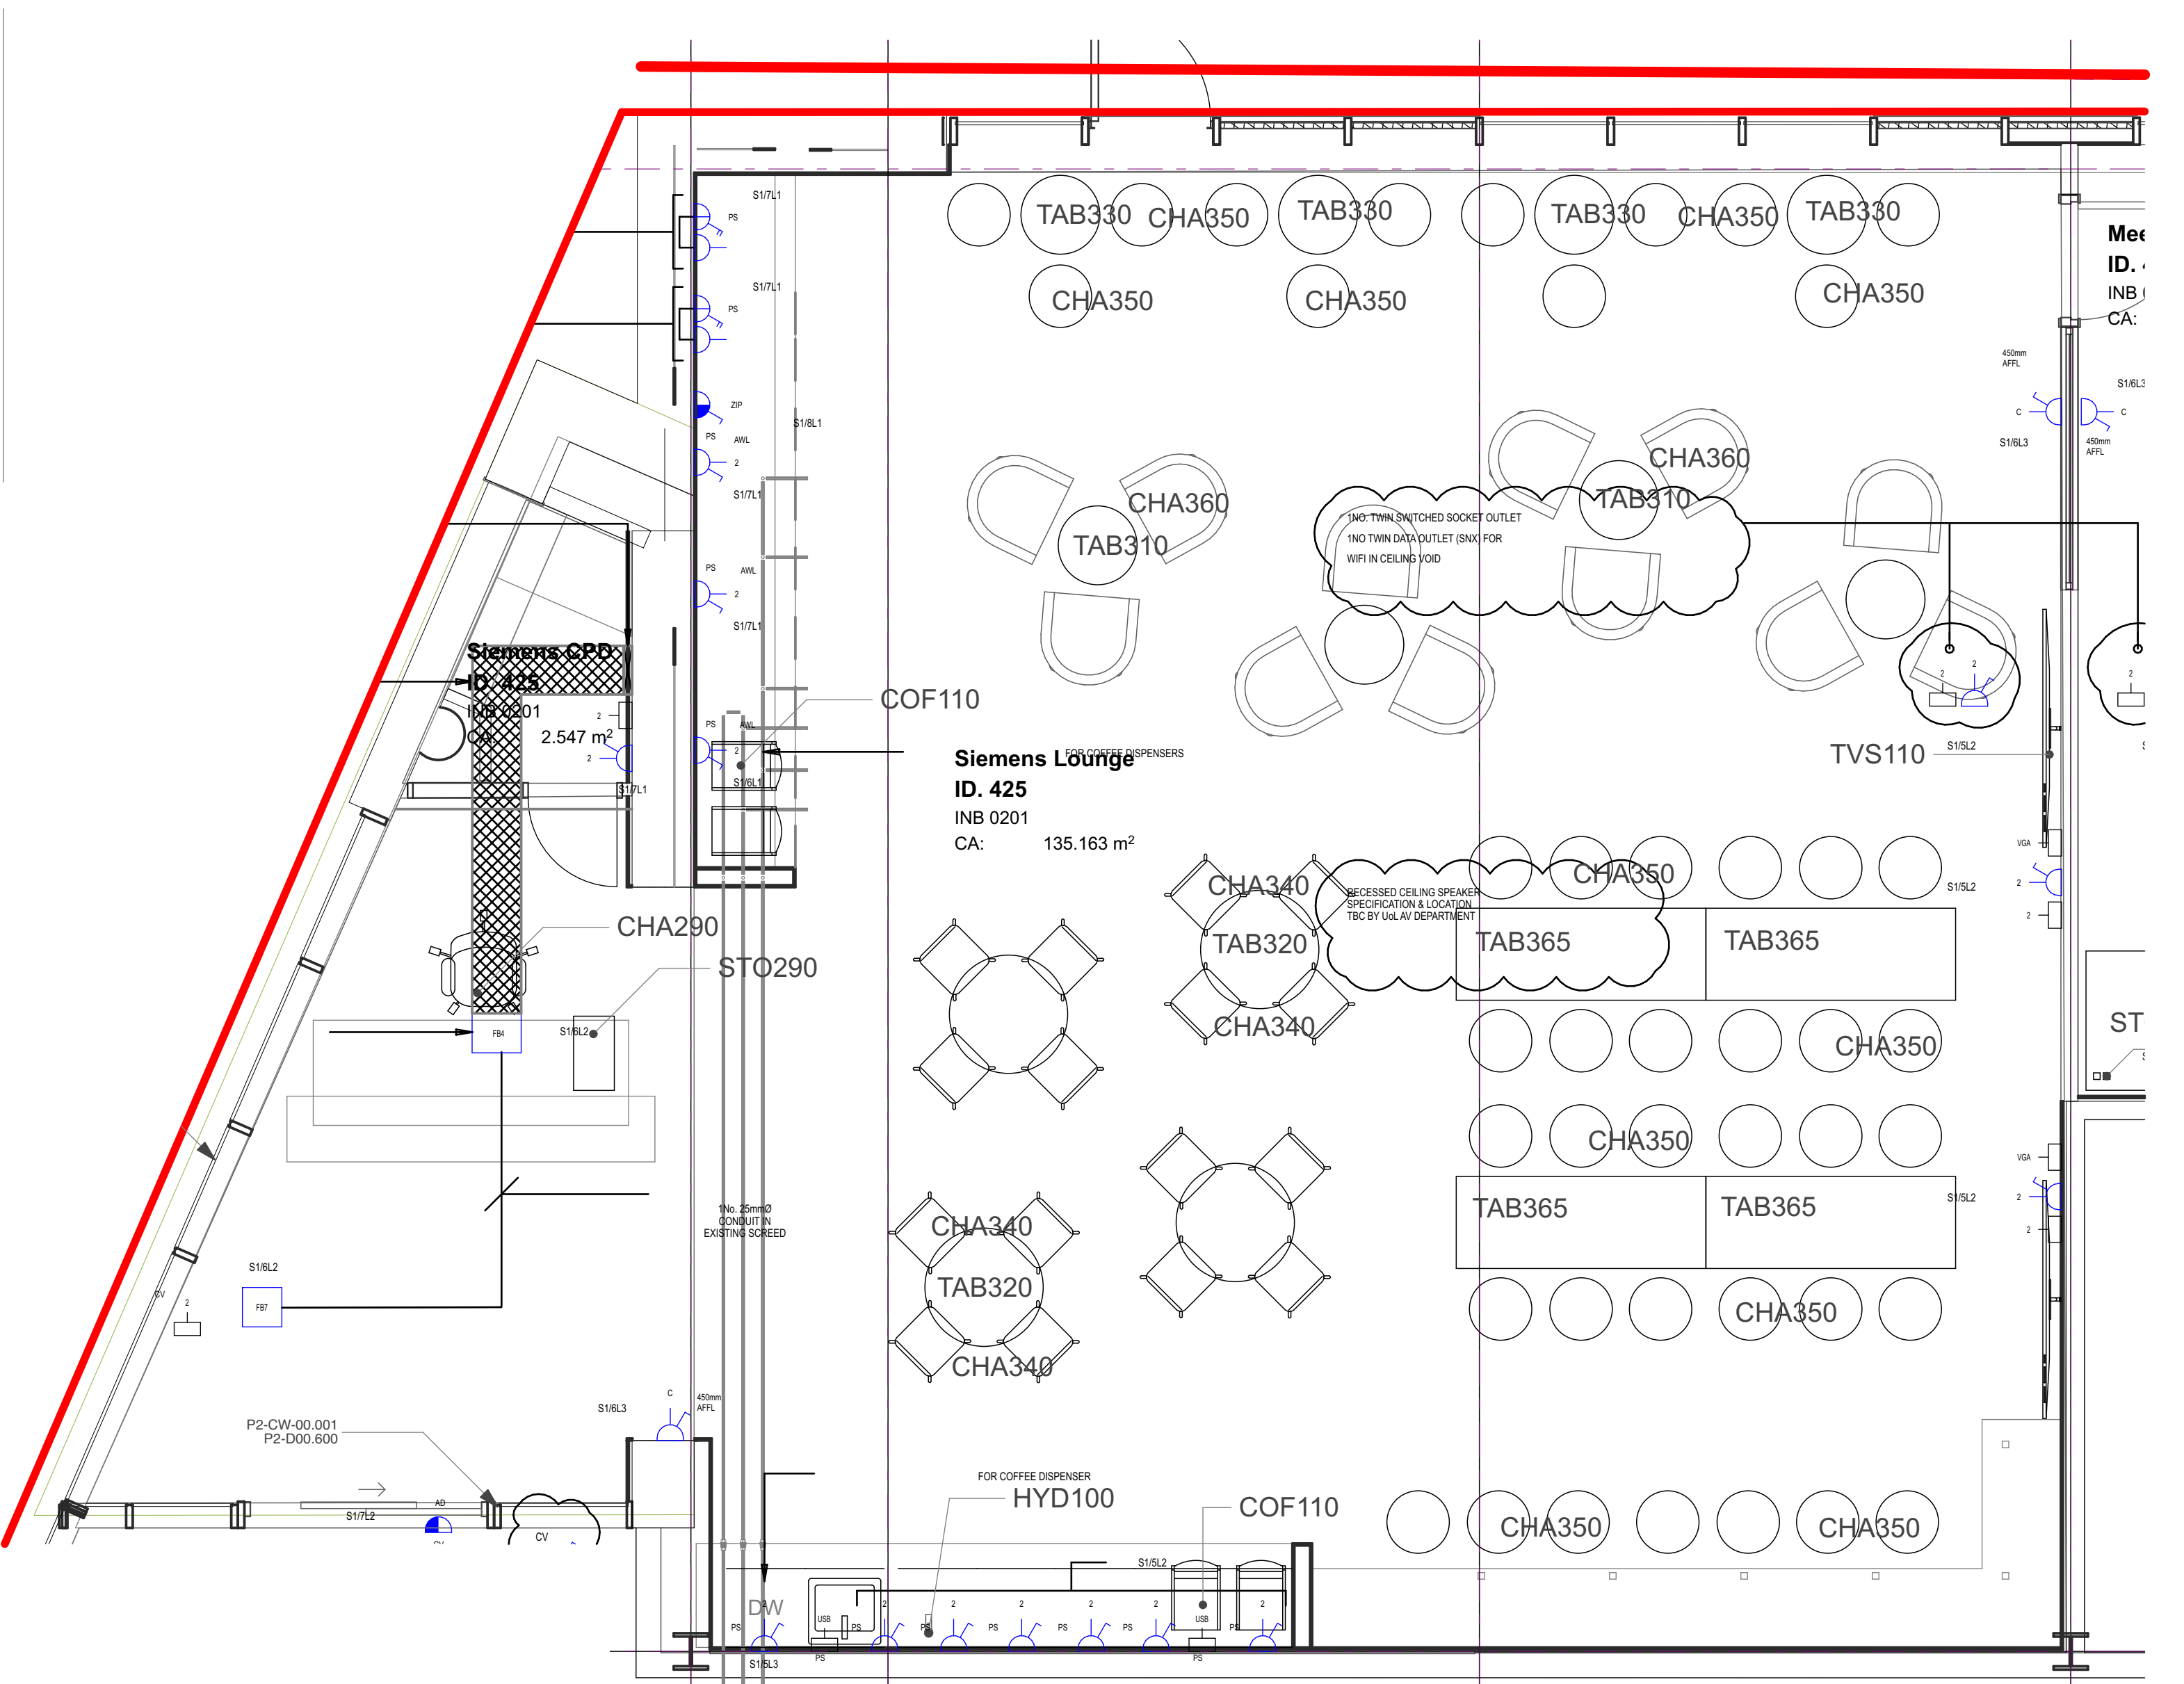 S1/7L1
PS
TAB330
CHA350
TAB330
TAB330
CHA350
TAB330
CHA350
CHA350
CHA350
S1/7L1
PS
ID.
INB
CA:
450mm
AFFL
S1/6L3
C
C
S1/6L3
450mm
AFFL
ZIP
S1/8L1
PS
AWL
2
S1/7L1
CHA360
TAB310
CHA360
TAB310
1NO. TWIN SWITCHED SOCKET OUTLET
1NO TWIN DATA OUTLET (SNX) FOR
WIFI IN CEILING VOID
PS
AWL
2
S1/7L1
Siemens CPD
ID. 425
INB 0201
CA:
2.547 m²
2
2
S1/7L1
COF110
PS
AWL
2
S1/6L1
FOR COFFEE DISPENSERS
Siemens Lounge
ID. 425
INB 0201
CA: 135.163 m²
2
2
2
S1/5L2
TVS110
VGA
2
S1/5L2
2
CHA350
RECESSED CEILING SPEAKER
SPECIFICATION & LOCATION
TBC BY UoL AV DEPARTMENT
CHA340
TAB320
CHA340
TAB365
TAB365
CHA350
CHA290
STO290
FB4
S1/6L2
CHA350
VGA
2
S1/5L2
2
TAB365
TAB365
CHA350
1No. 25mmØ
CONDUIT IN
EXISTING SCREED
CHA340
TAB320
CHA340
S1/6L2
FB7
CV
2
C
450mm
AFFL
S1/6L3
P2-CW-00.001
P2-D00.600
S1/7L2
AD
CV
FOR COFFEE DISPENSER
HYD100
COF110
CHA350
CHA350
S1/5L2
DW
2
2
2
2
2
2
2
USB
USB
PS
PS
PS
PS
PS
PS
PS
PS
PS
S1/5L3